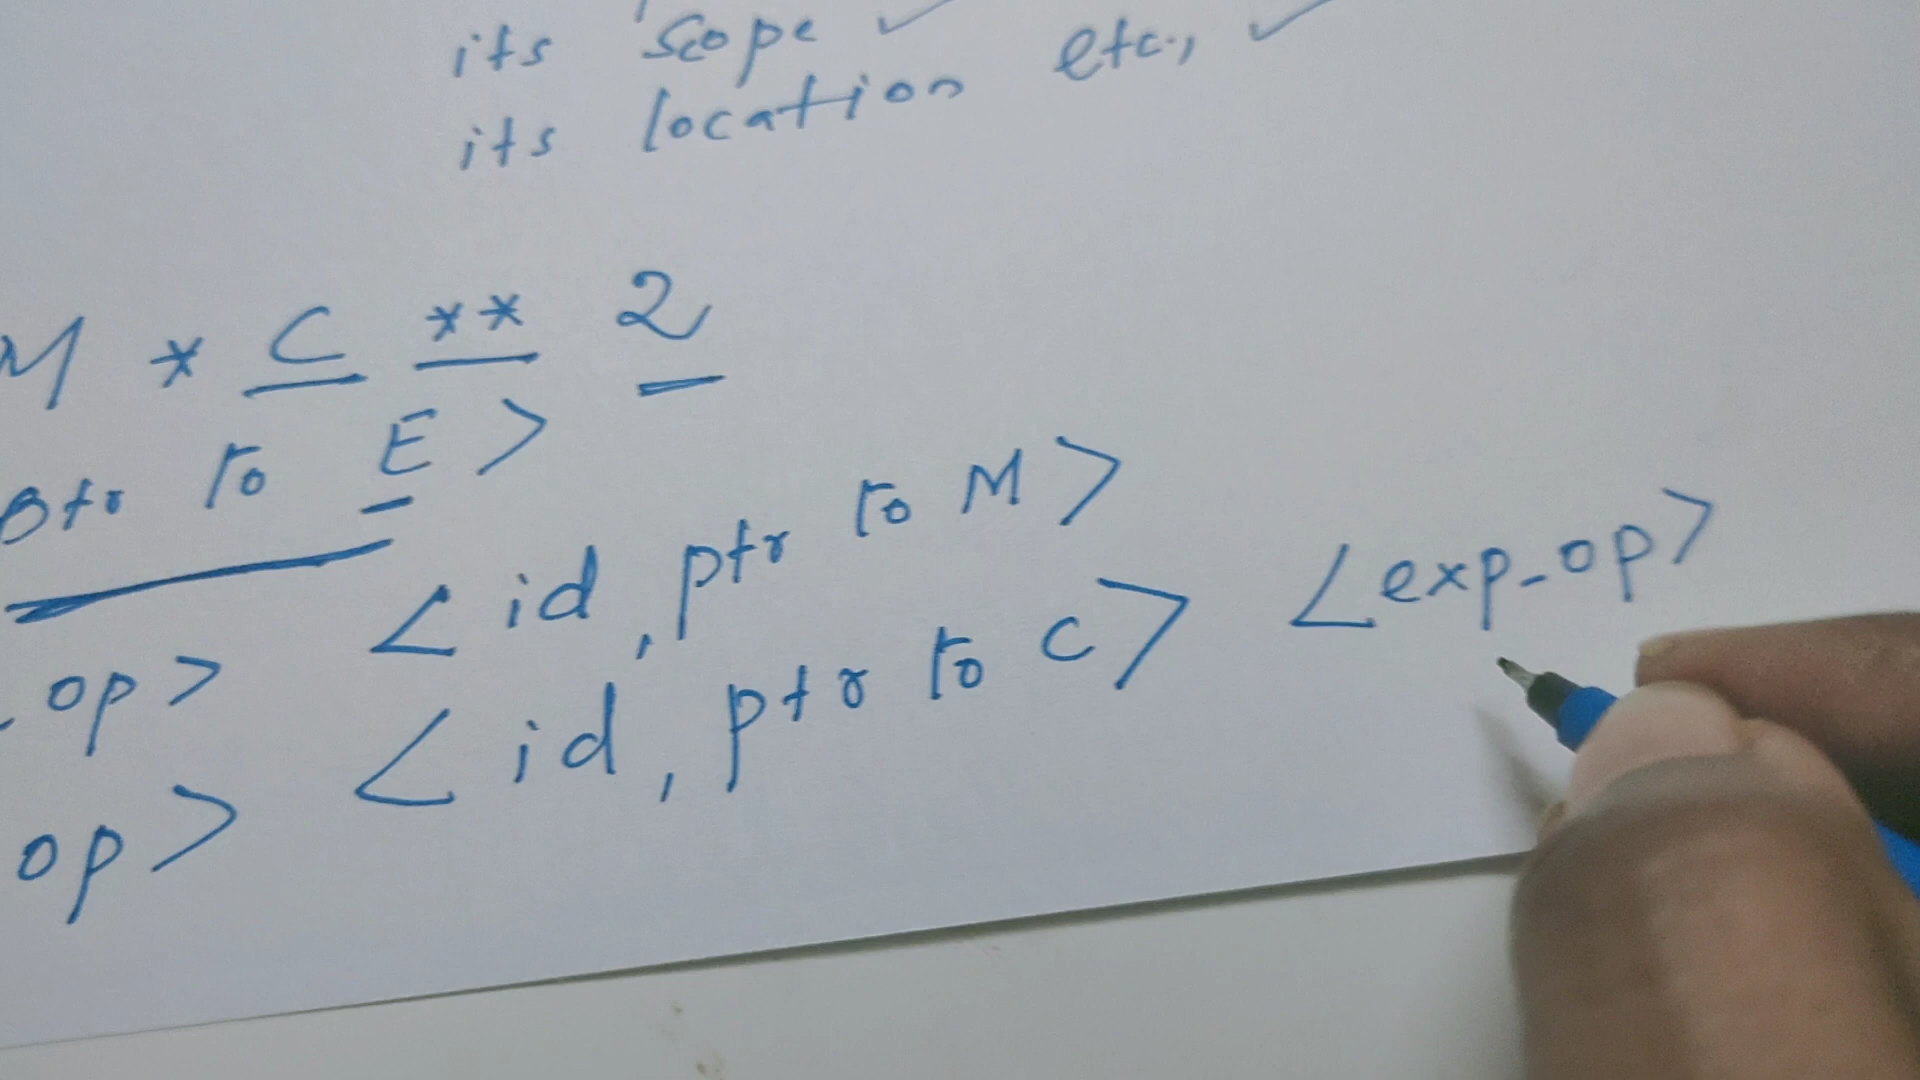 its scope
its location etc.,
M * C ** 2
ptr to E >
op> <id, ptr to M>
op> <id, ptr to C> <exp-op>